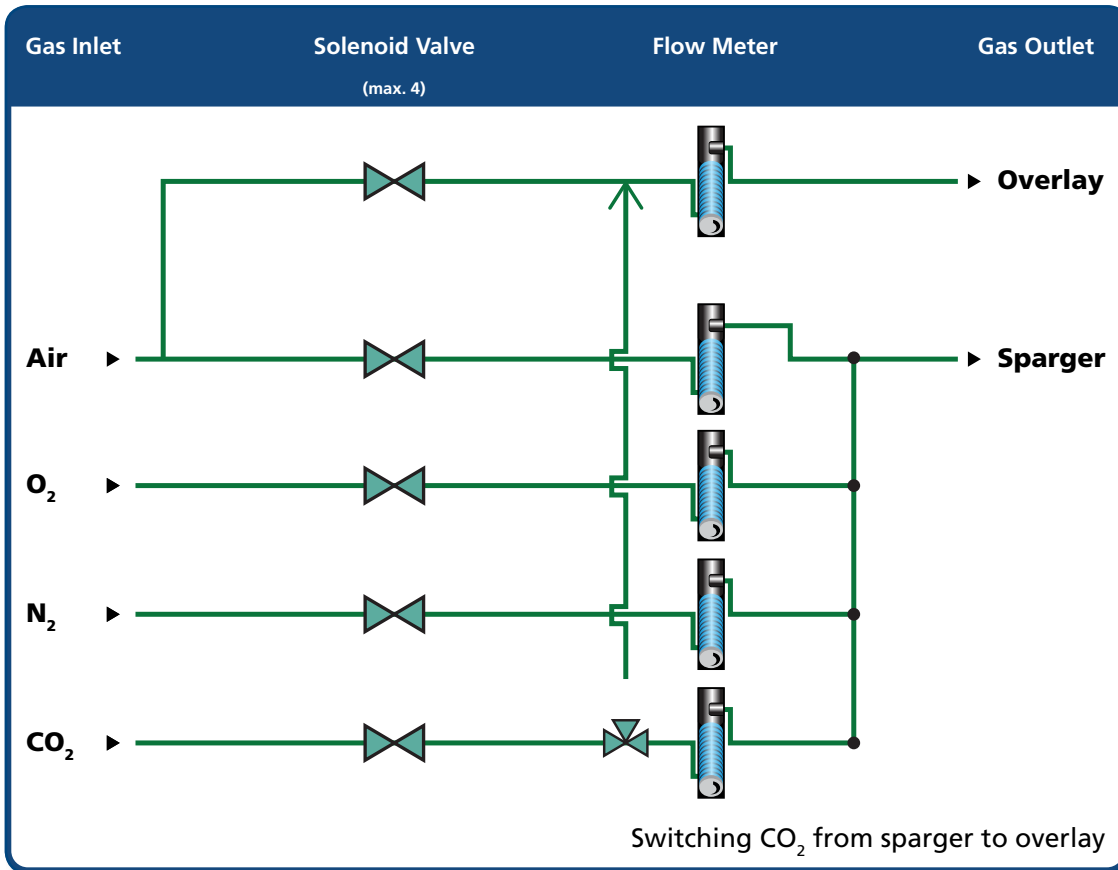 Gas Inlet Solenoid Valve Flow Meter Gas Outlet
(max. 4)
Overlay
Air Sparger
O₂
N₂
CO₂
Switching CO₂ from sparger to overlay